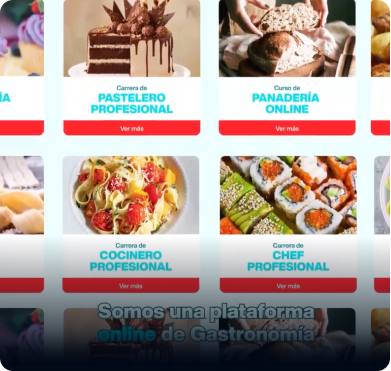 ÍA
Carrera de
PASTELERO
PROFESIONAL
Ver más
Curso de
PANADERÍA
ONLINE
Ver más
Carrera de
COCINERO
PROFESIONAL
Ver más
Carrera de
CHEF
PROFESIONAL
Ver más
Somos una plataforma
online de Gastronomía